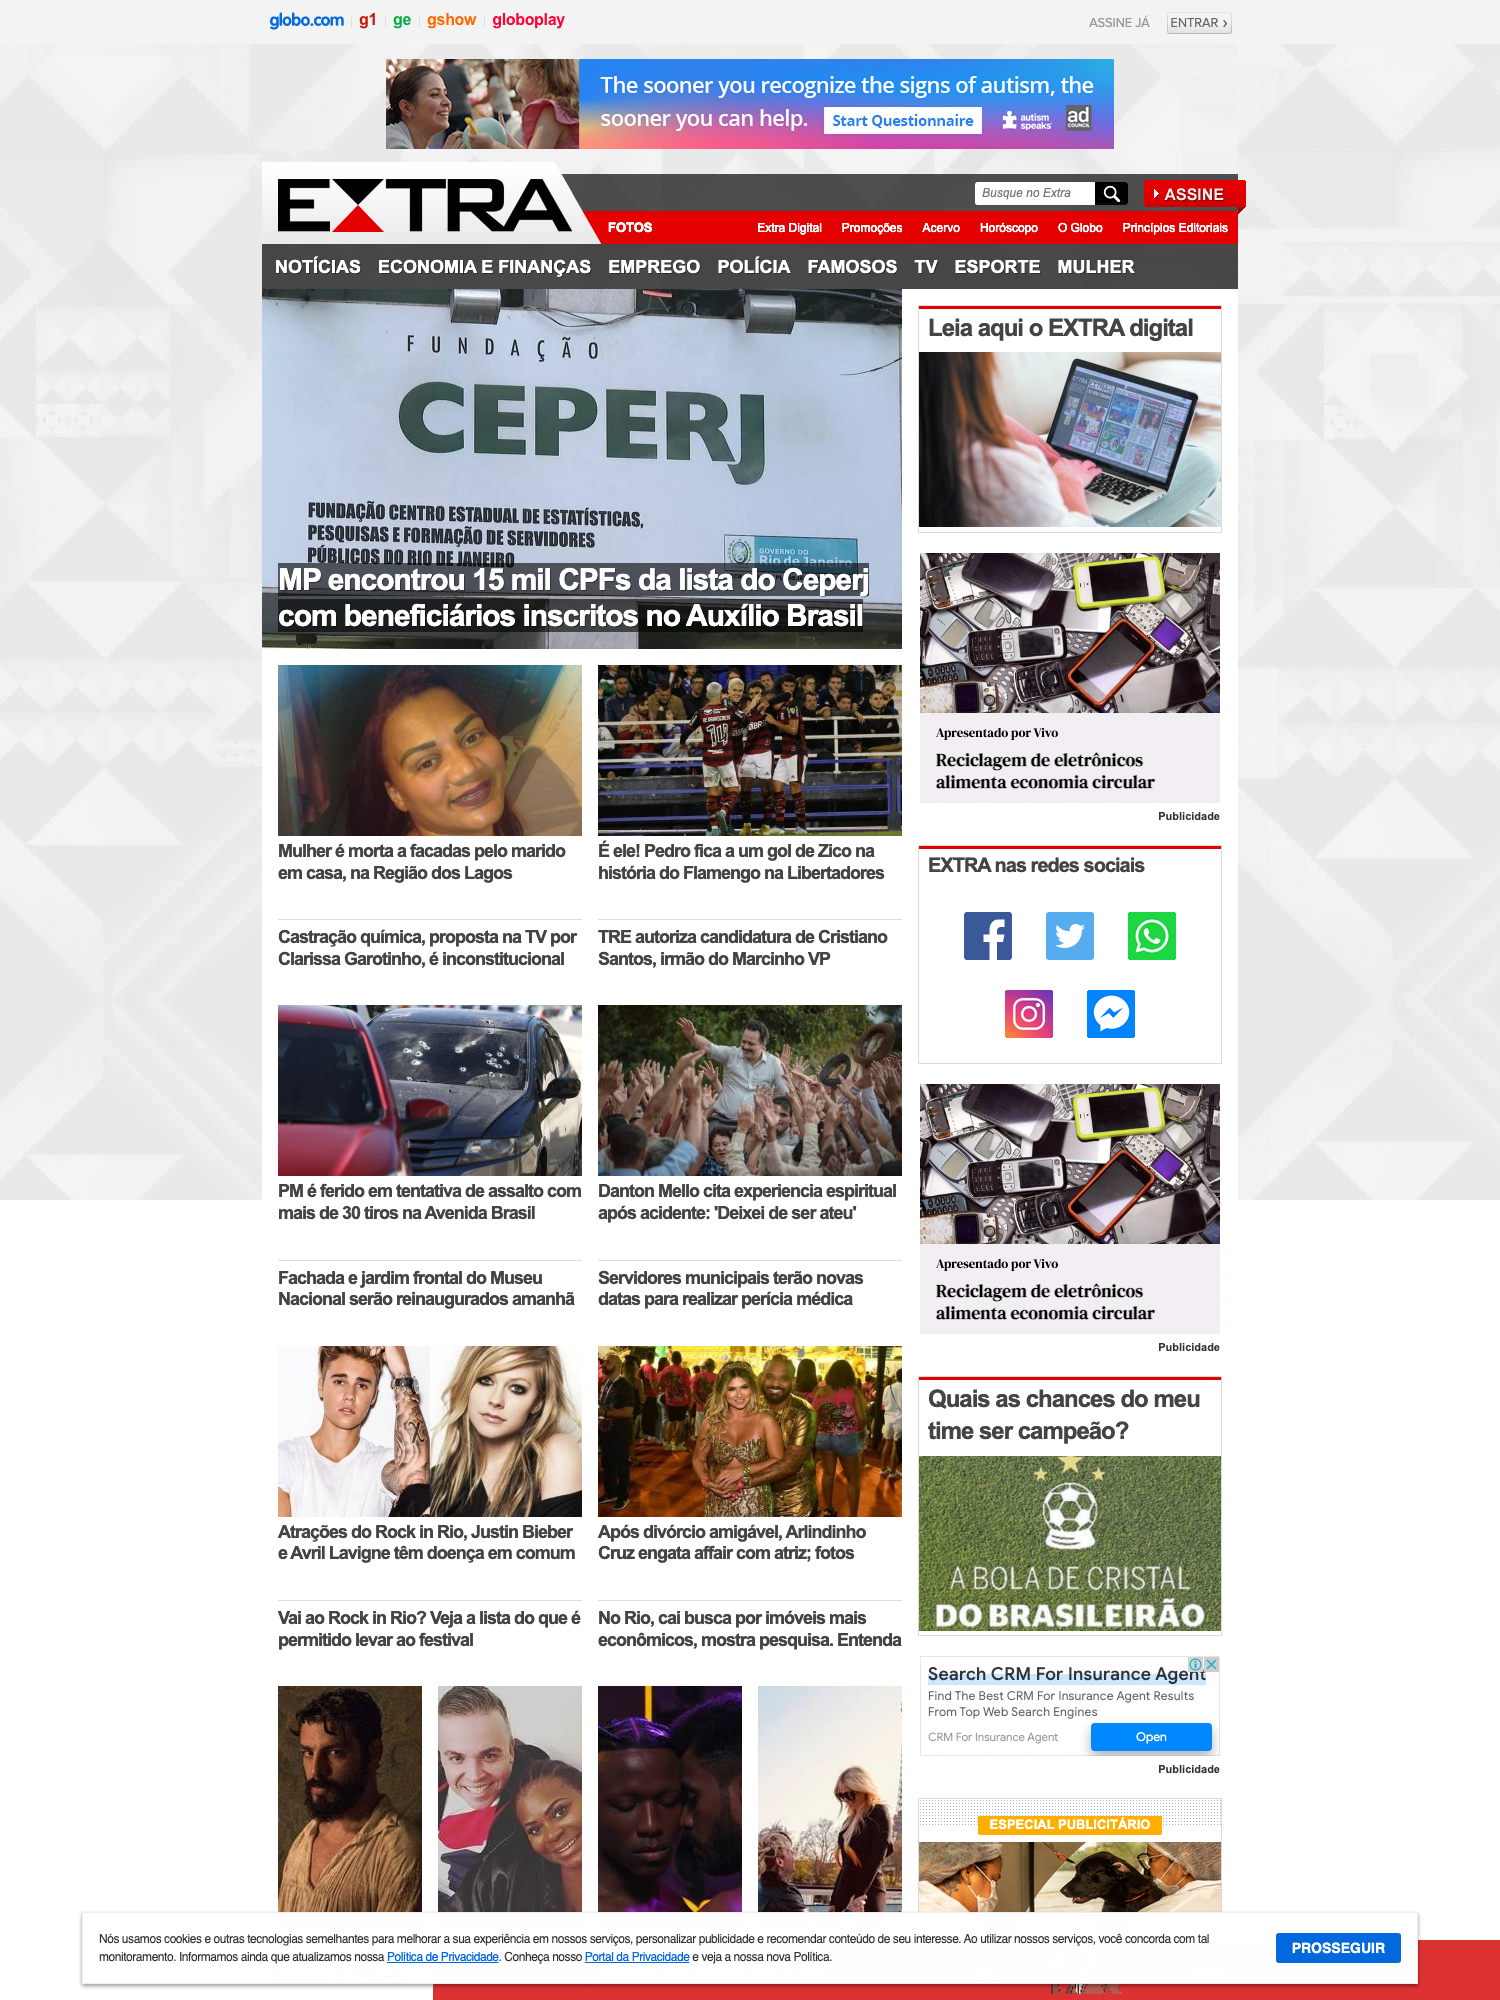 globo.com
g1
ge
gshow
globoplay
ASSINE JÁ
ENTRAR
The sooner you recognize the signs of autism, the
sooner you can help.
Start Questionnaire
autism
speaks
ad
COUNCIL
EXTRA
Busque no Extra
ASSINE
FOTOS
Extra Digital
Promoções
Acervo
Horóscopo
O Globo
Princípios Editoriais
NOTÍCIAS
ECONOMIA E FINANÇAS
EMPREGO
POLÍCIA
FAMOSOS
TV
ESPORTE
MULHER
FUNDAÇÃO
CEPERJ
FUNDAÇÃO CENTRO ESTADUAL DE ESTATÍSTICAS,
PESQUISAS E FORMAÇÃO DE SERVIDORES
PÚBLICOS DO RIO DE JANEIRO
GOVERNO DO
Rio de Janeiro
MP encontrou 15 mil CPFs da lista do Ceperj
com beneficiários inscritos no Auxílio Brasil
Mulher é morta a facadas pelo marido
em casa, na Região dos Lagos
É ele! Pedro fica a um gol de Zico na
história do Flamengo na Libertadores
Castração química, proposta na TV por
Clarissa Garotinho, é inconstitucional
TRE autoriza candidatura de Cristiano
Santos, irmão do Marcinho VP
PM é ferido em tentativa de assalto com
mais de 30 tiros na Avenida Brasil
Danton Mello cita experiencia espiritual
após acidente: 'Deixei de ser ateu'
Fachada e jardim frontal do Museu
Nacional serão reinaugurados amanhã
Servidores municipais terão novas
datas para realizar perícia médica
Atrações do Rock in Rio, Justin Bieber
e Avril Lavigne têm doença em comum
Após divórcio amigável, Arlindinho
Cruz engata affair com atriz; fotos
Vai ao Rock in Rio? Veja a lista do que é
permitido levar ao festival
No Rio, cai busca por imóveis mais
econômicos, mostra pesquisa. Entenda
Leia aqui o EXTRA digital
Apresentado por Vivo
Reciclagem de eletrônicos
alimenta economia circular
Publicidade
EXTRA nas redes sociais
Apresentado por Vivo
Reciclagem de eletrônicos
alimenta economia circular
Publicidade
Quais as chances do meu
time ser campeão?
A BOLA DE CRISTAL
DO BRASILEIRÃO
Search CRM For Insurance Agent
Find The Best CRM For Insurance Agent Results
From Top Web Search Engines
CRM For Insurance Agent
Open
Publicidade
ESPECIAL PUBLICITÁRIO
Nós usamos cookies e outras tecnologias semelhantes para melhorar a sua experiência em nossos serviços, personalizar publicidade e recomendar conteúdo de seu interesse. Ao utilizar nossos serviços, você concorda com tal
monitoramento. Informamos ainda que atualizamos nossa Política de Privacidade. Conheça nosso Portal da Privacidade e veja a nossa nova Política.
PROSSEGUIR